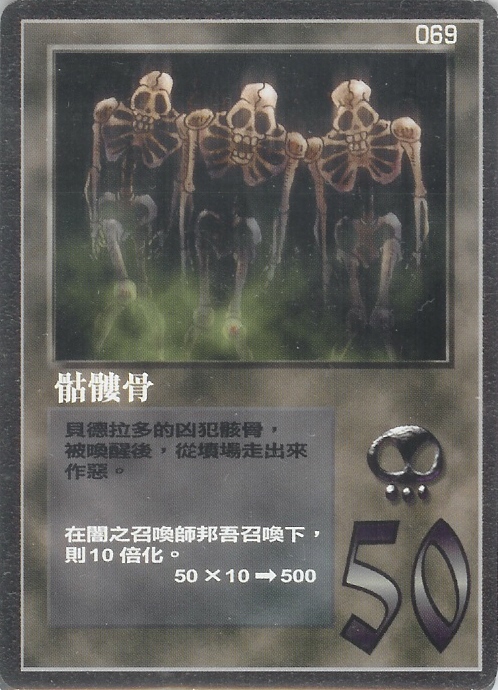 069
骷髏骨
貝德拉多的凶犯骸骨，
被喚醒後，從墳場走出來
作惡。
在闇之召喚師邦吾召喚下，
則10倍化。
50×10➡500
50